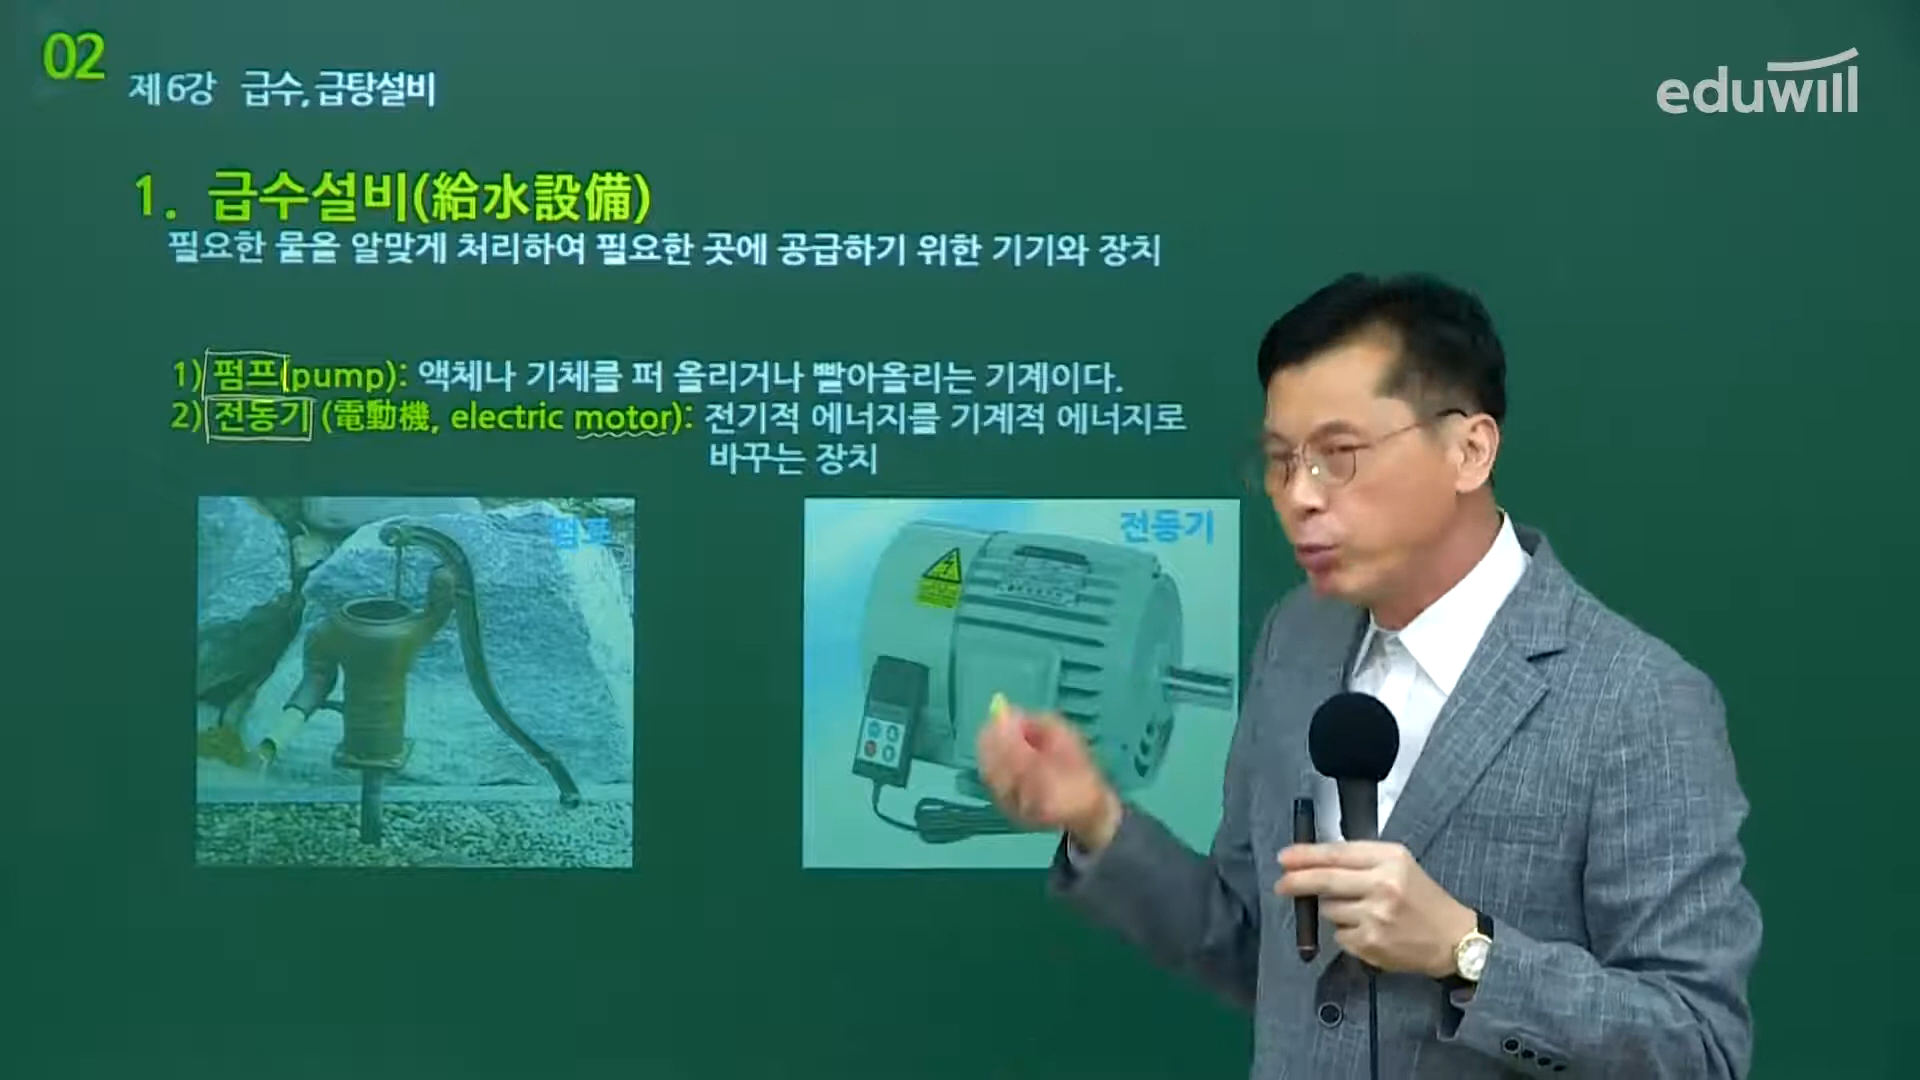 02
제6강 급수, 급탕설비
eduwill
1. 급수설비(給水設備)
필요한 물을 알맞게 처리하여 필요한 곳에 공급하기 위한 기기와 장치
1) 펌프(pump): 액체나 기체를 퍼 올리거나 빨아올리는 기계이다.
2) 전동기 (電動機, electric motor): 전기적 에너지를 기계적 에너지로
바꾸는 장치
펌프
전동기